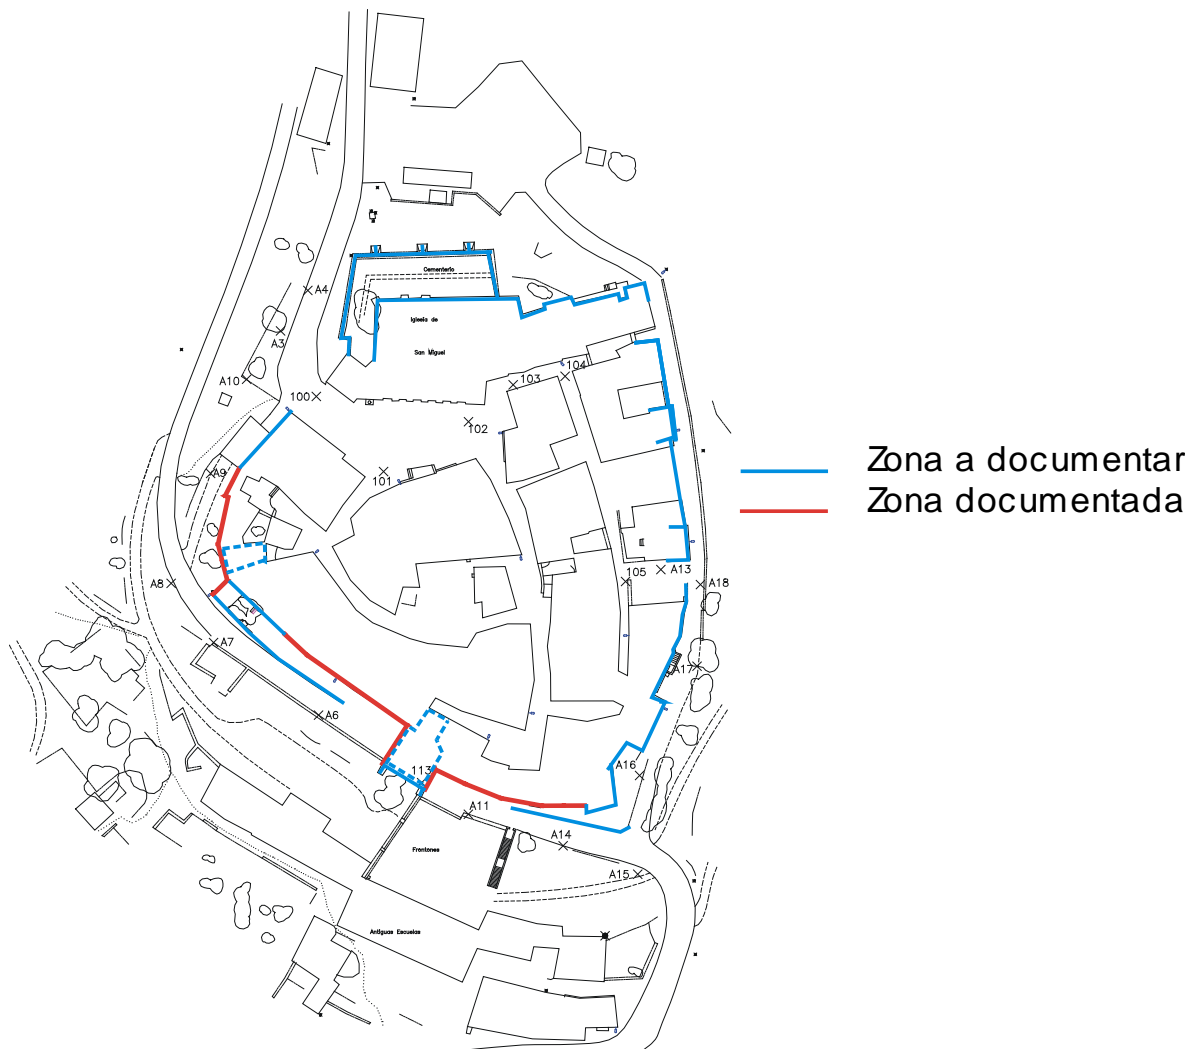 Cementerio
A4
Iglesia de
A3
San Miguel
104
A10
103
100
102
Zona a documentar
A9
101
Zona documentada
105
A13
A8
A18
A7
A17
A6
113
A16
A11
A14
Frontones
A15
Antiguas Escuelas